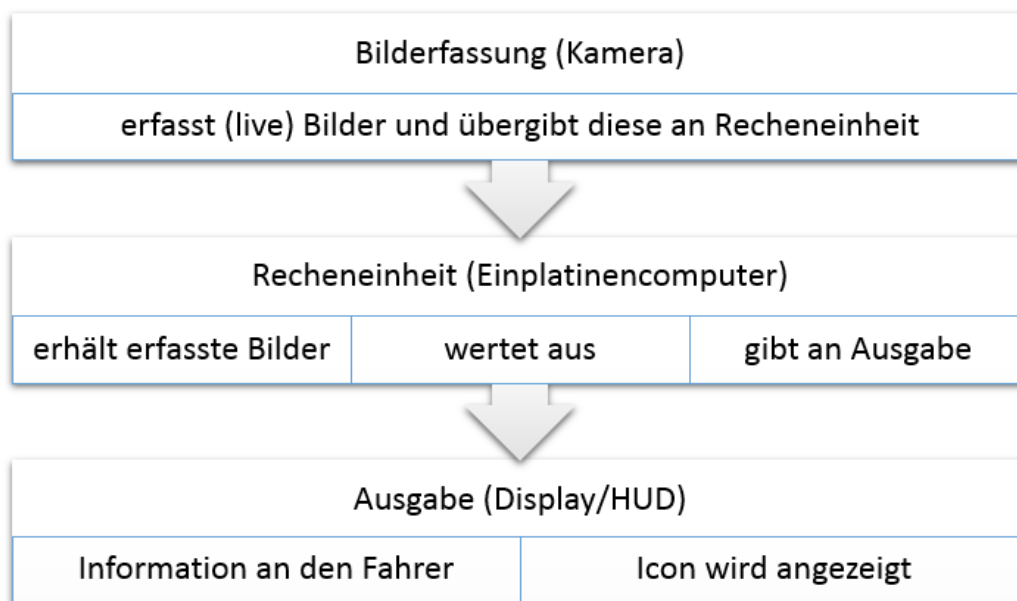 Bilderfassung (Kamera)
erfasst (live) Bilder und übergibt diese an Recheneinheit
Recheneinheit (Einplatinencomputer)
erhält erfasste Bilder
wertet aus
gibt an Ausgabe
Ausgabe (Display/HUD)
Information an den Fahrer
Icon wird angezeigt